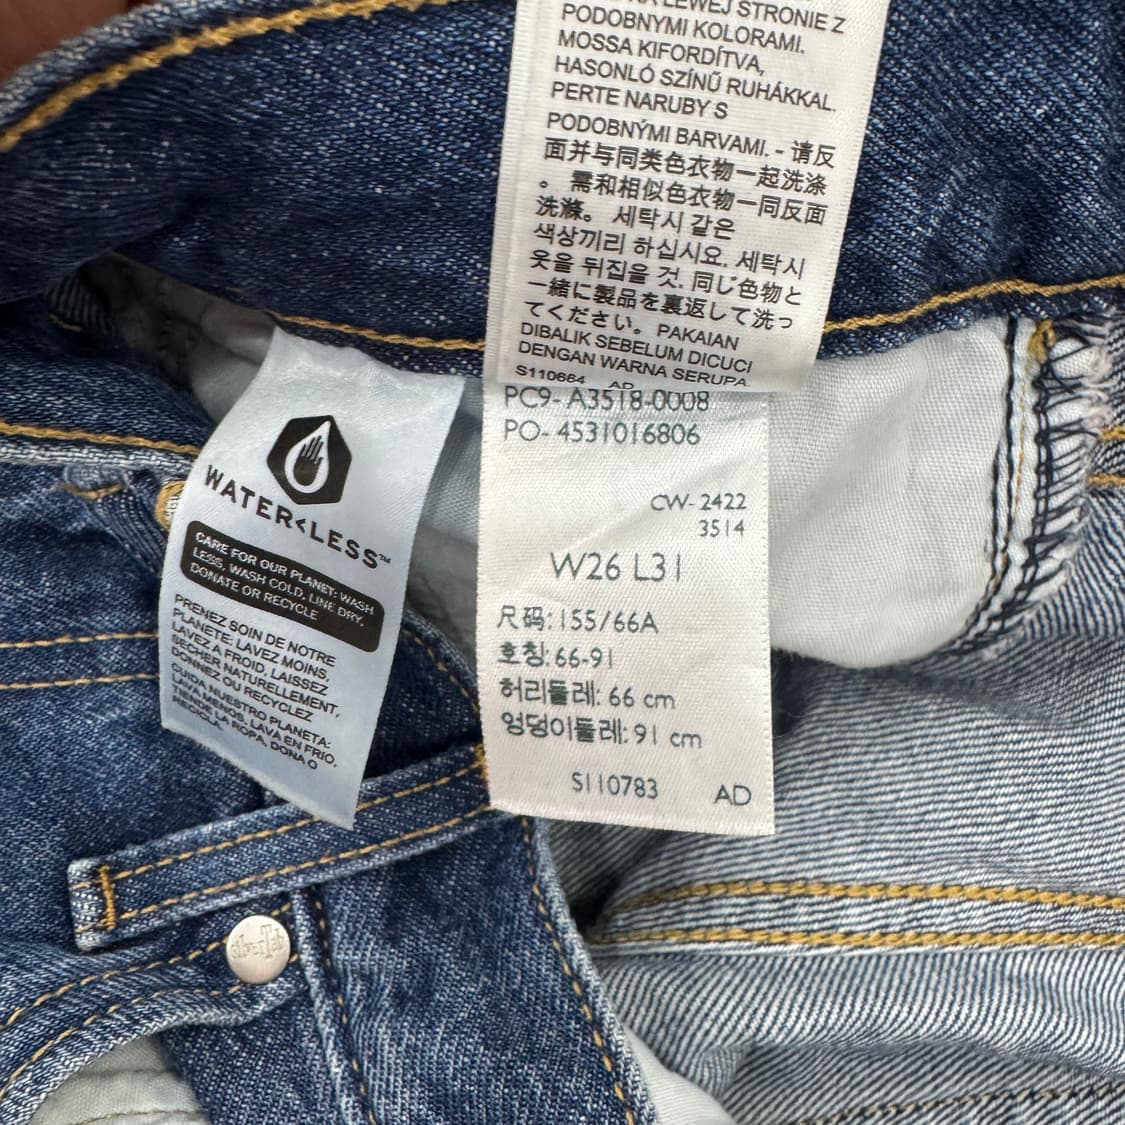 LEWEJ STRONIE Z
PODOBNYMI KOLORAMI.
MOSSA KIFORDÍTVA,
HASONLÓ SZÍNŰ RUHÁKKAL.
PERTE NARUBY S
PODOBNÝMI BARVAMI. - 请反
面并与同类色衣物一起洗涤
。需和相似色衣物一同反面
洗滌。 세탁시 같은
색상끼리 하십시요. 세탁시
옷을 뒤집을 것. 同じ色物と
一緒に製品を裏返して洗っ
てください。 PAKAIAN
DIBALIK SEBELUM DICUCI
DENGAN WARNA SERUPA
S110664 AD
PC9- A3518-0008
PO- 4531016806
CW- 2422
3514
W26 L31
尺码: 155/66A
호칭: 66-91
허리둘레: 66 cm
엉덩이둘레: 91 cm
S110783 AD
WATER<LESS™
CARE FOR OUR PLANET: WASH
LESS, WASH COLD, LINE DRY,
DONATE OR RECYCLE
PRENEZ SOIN DE NOTRE
PLANÈTE: LAVEZ MOINS,
LAVEZ A FROID, LAISSEZ
SÉCHER NATURELLEMENT,
DONNEZ OU RECYCLEZ
CUIDA NUESTRO PLANETA:
LAVA MENOS, LAVA EN FRIO,
TIENDE LA ROPA, DONA O
RECICLA.
silverTab